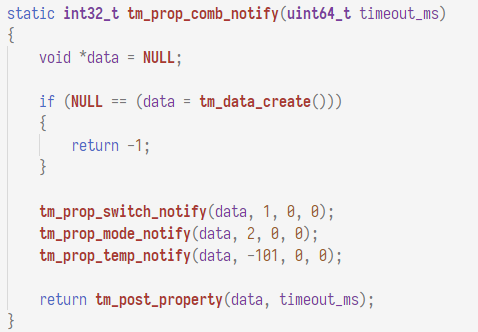 static int32_t tm_prop_comb_notify(uint64_t timeout_ms)
{
    void *data = NULL;

    if (NULL == (data = tm_data_create()))
    {
        return -1;
    }

    tm_prop_switch_notify(data, 1, 0, 0);
    tm_prop_mode_notify(data, 2, 0, 0);
    tm_prop_temp_notify(data, -101, 0, 0);

    return tm_post_property(data, timeout_ms);
}